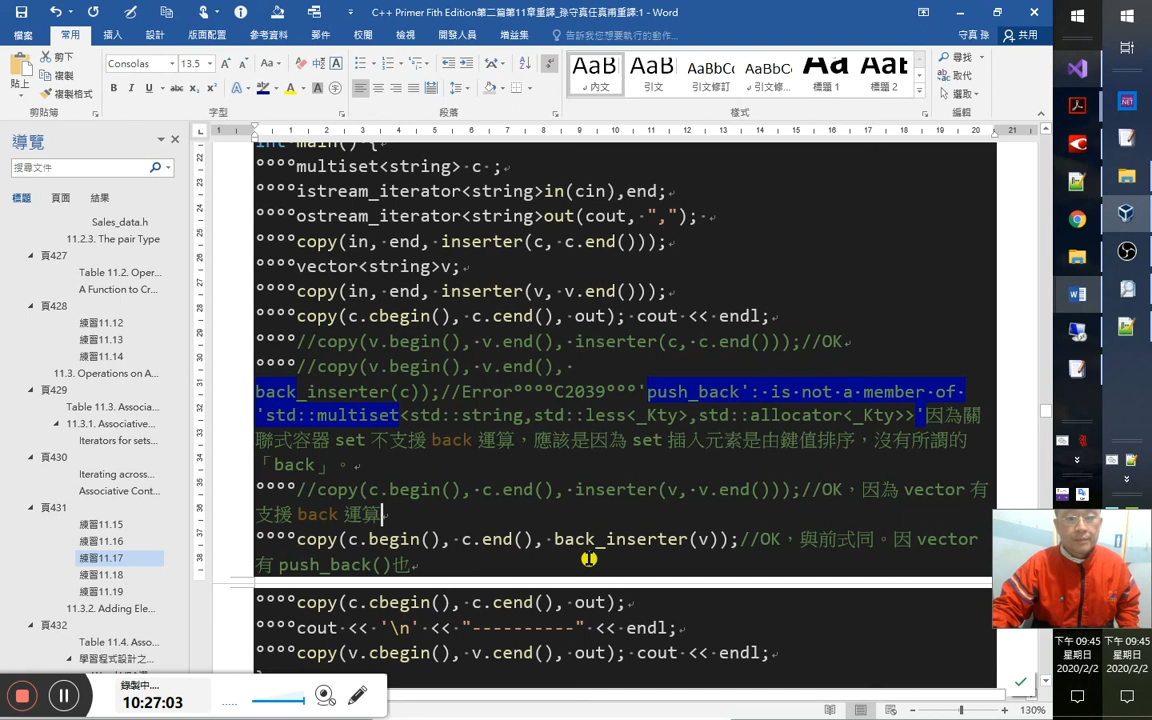 C++ Primer Fith Edition第二篇第11章重譯_孫守真任真甫重譯:1 - Word
檔案 常用 插入 設計 版面配置 參考資料 郵件 校閱 檢視 開發人員 增益集 告訴我您想要執行的動作... 守真 孫 共用
貼上 剪下 複製 複製格式 剪貼簿
Consolas 13.5 字型
段落
AaB 內文 AaBl 引文 AaBbC 引文修訂 AaBbC 引文修... AaB 標題 1 AaBb 標題 2 樣式
尋找 取代 選取 編輯
導覽
搜尋文件
標題 頁面 結果
Sales_data.h
11.2.3. The pair Type
頁427
Table 11.2. Oper...
A Function to Cr...
頁428
練習11.12
練習11.13
練習11.14
11.3. Operations on A...
頁429
Table 11.3. Associa...
11.3.1. Associative...
Iterators for sets...
頁430
Iterating across...
Associative Cont...
頁431
練習11.15
練習11.16
練習11.17
練習11.18
練習11.19
11.3.2. Adding Ele...
頁432
Table 11.4. Asso...
學習程式設計之...
int main() {
multiset<string> c ;
istream_iterator<string>in(cin),end;
ostream_iterator<string>out(cout, ",");
copy(in, end, inserter(c, c.end()));
vector<string>v;
copy(in, end, inserter(v, v.end()));
copy(c.cbegin(), c.cend(), out); cout << endl;
//copy(v.begin(), v.end(), inserter(c, c.end()));//OK
//copy(v.begin(), v.end(),
back_inserter(c));//Error C2039 'push_back': is not a member of
'std::multiset<std::string,std::less<_Kty>,std::allocator<_Kty>>'因為關
聯式容器 set 不支援 back 運算，應該是因為 set 插入元素是由鍵值排序，沒有所謂的
「back」。
//copy(c.begin(), c.end(), inserter(v, v.end()));//OK，因為 vector 有
支援 back 運算
copy(c.begin(), c.end(), back_inserter(v));//OK，與前式同。因 vector
有 push_back()也
copy(c.cbegin(), c.cend(), out);
cout << '\n' << "----------" << endl;
copy(v.cbegin(), v.cend(), out); cout << endl;
錄製中....
10:27:03
130%
下午 09:45
星期日
2020/2/2
下午 09:45
星期日
2020/2/2